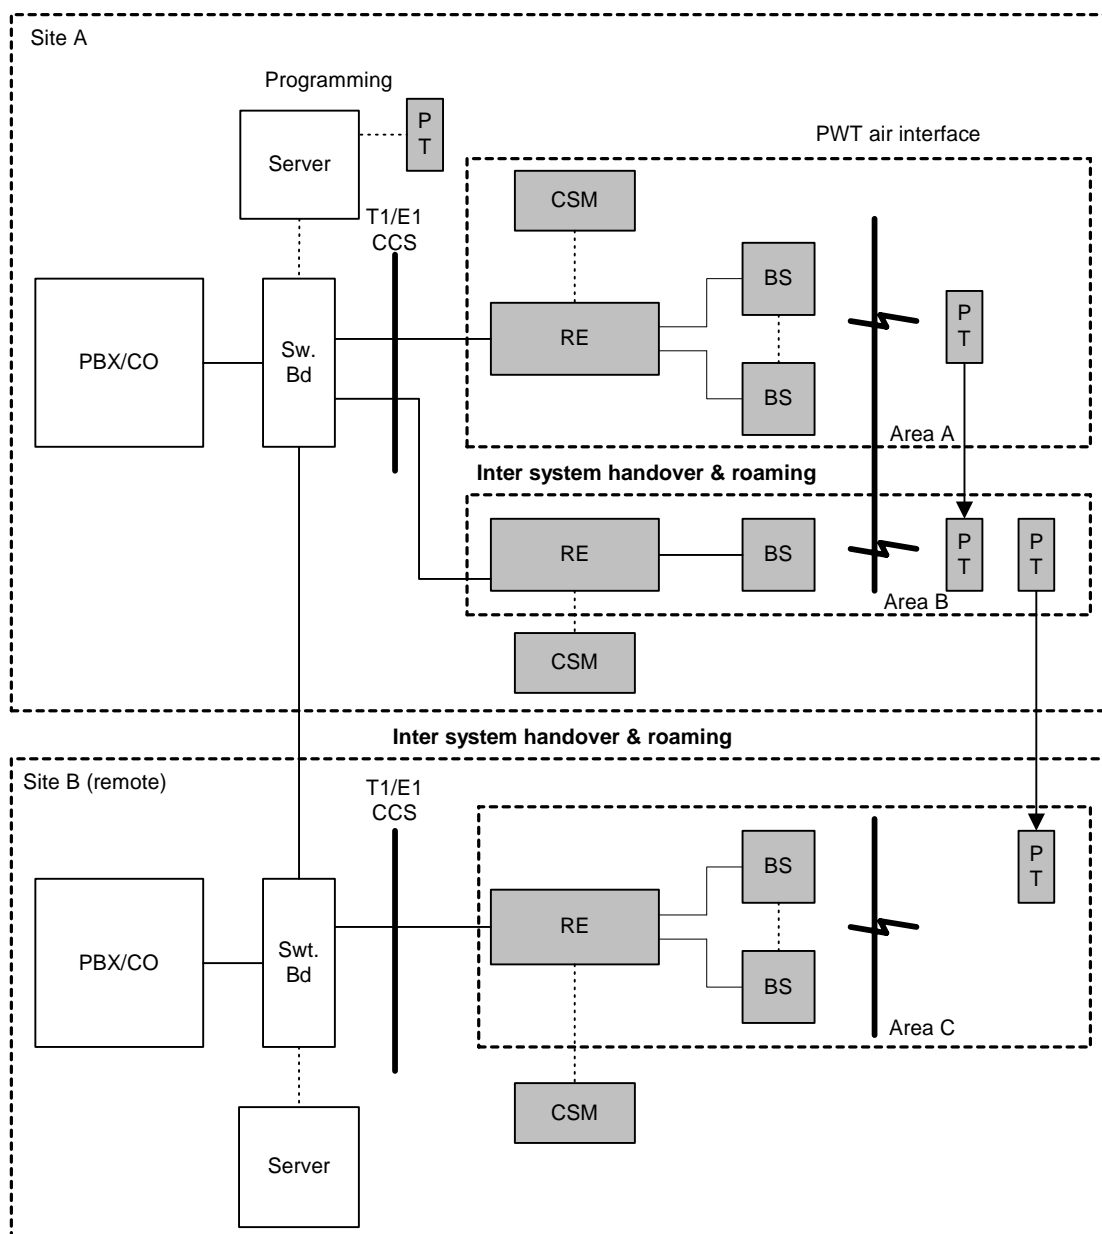 Site A
Programming
P
T
Server
PWT air interface
CSM
T1/E1
CCS
BS
PBX/CO
Sw.
Bd
RE
P
T
BS
Area A
Inter system handover & roaming
RE
BS
P
T
P
T
Area B
CSM
Inter system handover & roaming
Site B (remote)
T1/E1
CCS
BS
P
T
PBX/CO
Swt.
Bd
RE
BS
Area C
CSM
Server